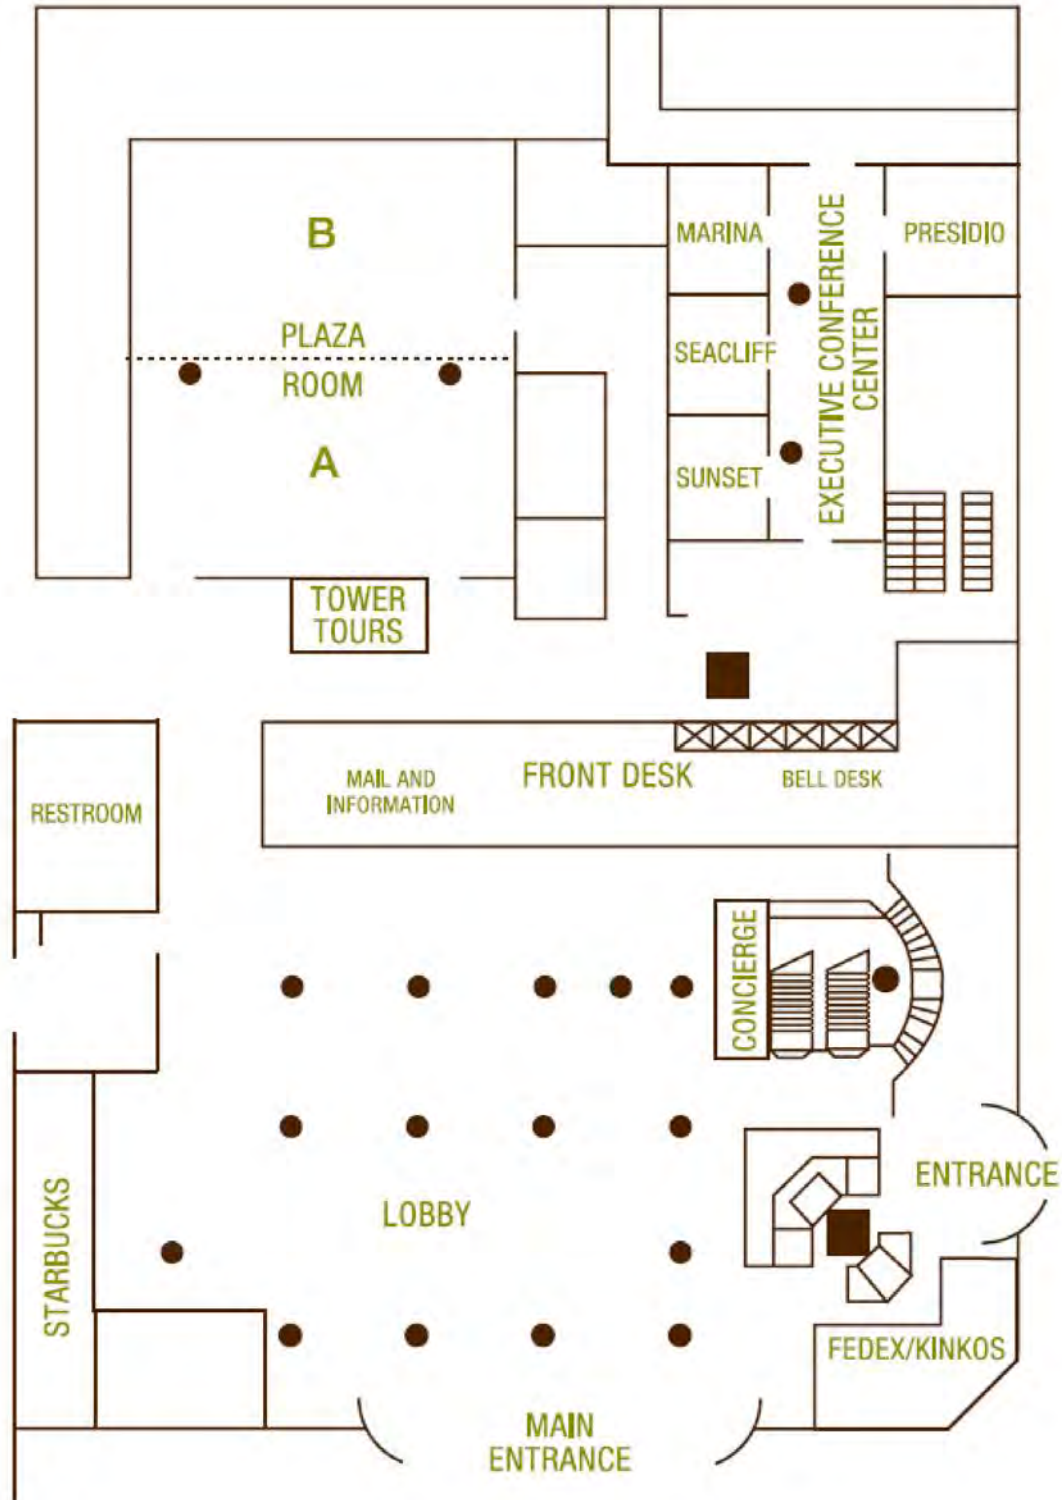 B
PLAZA
ROOM
A
MARINA
SEACLIFF
SUNSET
EXECUTIVE CONFERENCE
CENTER
PRESIDIO
TOWER
TOURS
RESTROOM
MAIL AND
INFORMATION
FRONT DESK
BELL DESK
CONCIERGE
STARBUCKS
LOBBY
ENTRANCE
FEDEX/KINKOS
MAIN
ENTRANCE